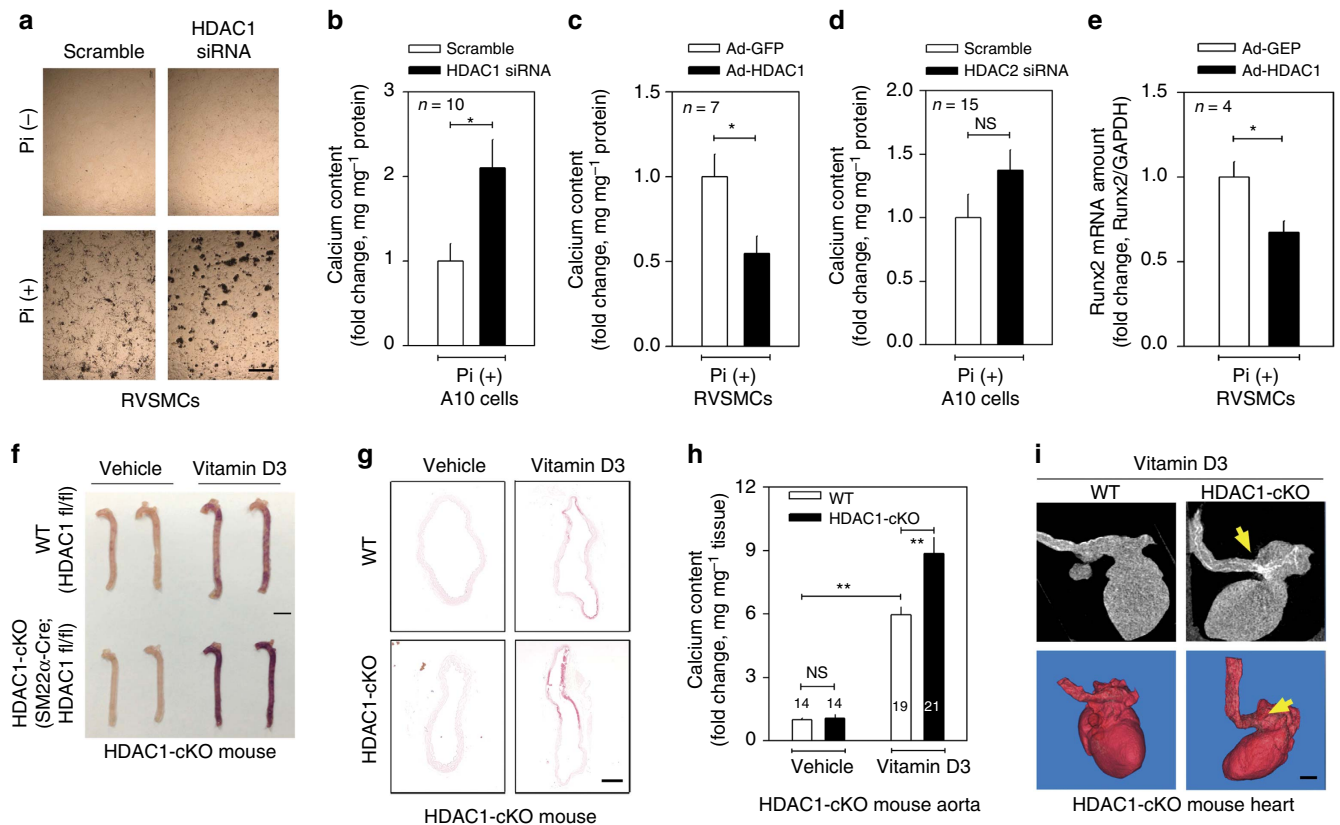 a
Scramble
HDAC1
siRNA
Pi (–)
Pi (+)
RVSMCs
b
Scramble
HDAC1 siRNA
Calcium content
(fold change, mg mg⁻¹ protein)
3
2
1
0
n = 10
*
Pi (+)
A10 cells
c
Ad-GFP
Ad-HDAC1
Calcium content
(fold change, mg mg⁻¹ protein)
1.5
1.0
0.5
0.0
n = 7
*
Pi (+)
RVSMCs
d
Scramble
HDAC2 siRNA
Calcium content
(fold change, mg mg⁻¹ protein)
2.0
1.5
1.0
0.5
0.0
n = 15
NS
Pi (+)
A10 cells
e
Ad-GEP
Ad-HDAC1
Runx2 mRNA amount
(fold change, Runx2/GAPDH)
1.5
1.0
0.5
0.0
n = 4
*
Pi (+)
RVSMCs
f
Vehicle
Vitamin D3
WT
(HDAC1 fl/fl)
HDAC1-cKO
(SM22α-Cre;
HDAC1 fl/fl)
HDAC1-cKO mouse
g
Vehicle
Vitamin D3
WT
HDAC1-cKO
HDAC1-cKO mouse
h
WT
HDAC1-cKO
Calcium content
(fold change, mg mg⁻¹ tissue)
12
9
6
3
0
**
**
NS
14
14
19
21
Vehicle
Vitamin D3
HDAC1-cKO mouse aorta
i
Vitamin D3
WT
HDAC1-cKO
HDAC1-cKO mouse heart